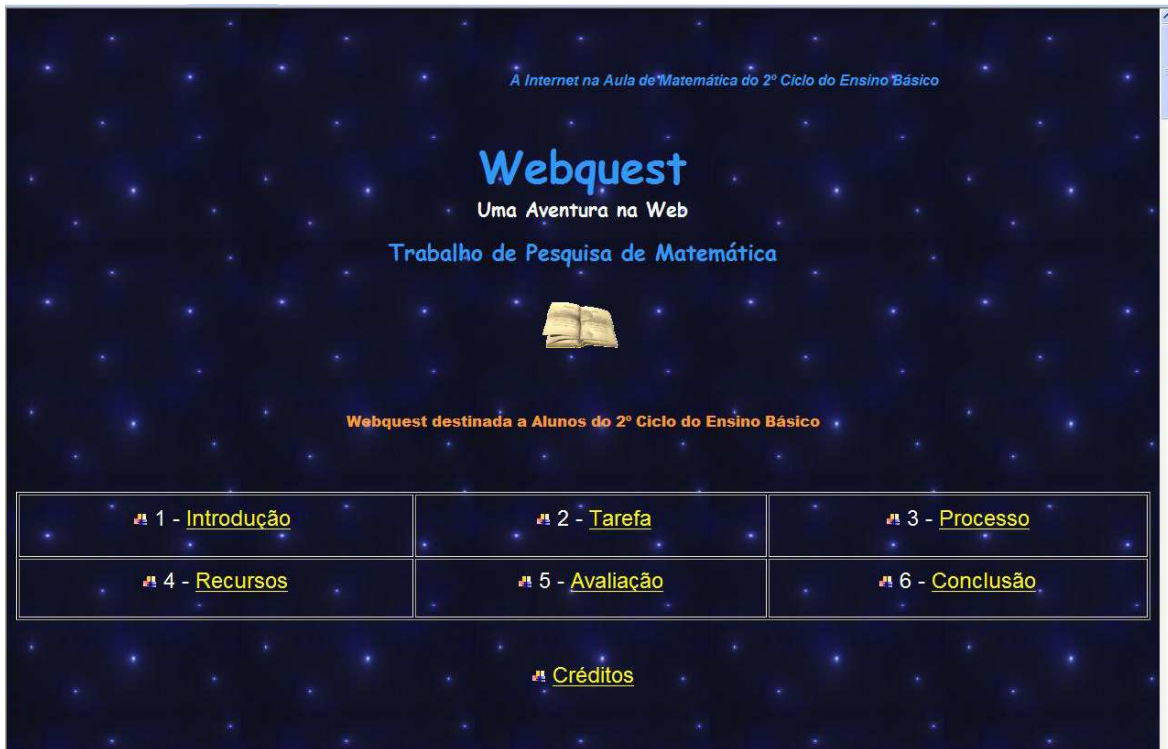 A Internet na Aula de Matemática do 2º Ciclo do Ensino Básico
Webquest
Uma Aventura na Web
Trabalho de Pesquisa de Matemática
Webquest destinada a Alunos do 2º Ciclo do Ensino Básico
1 - Introdução
2 - Tarefa
3 - Processo
4 - Recursos
5 - Avaliação
6 - Conclusão
Créditos